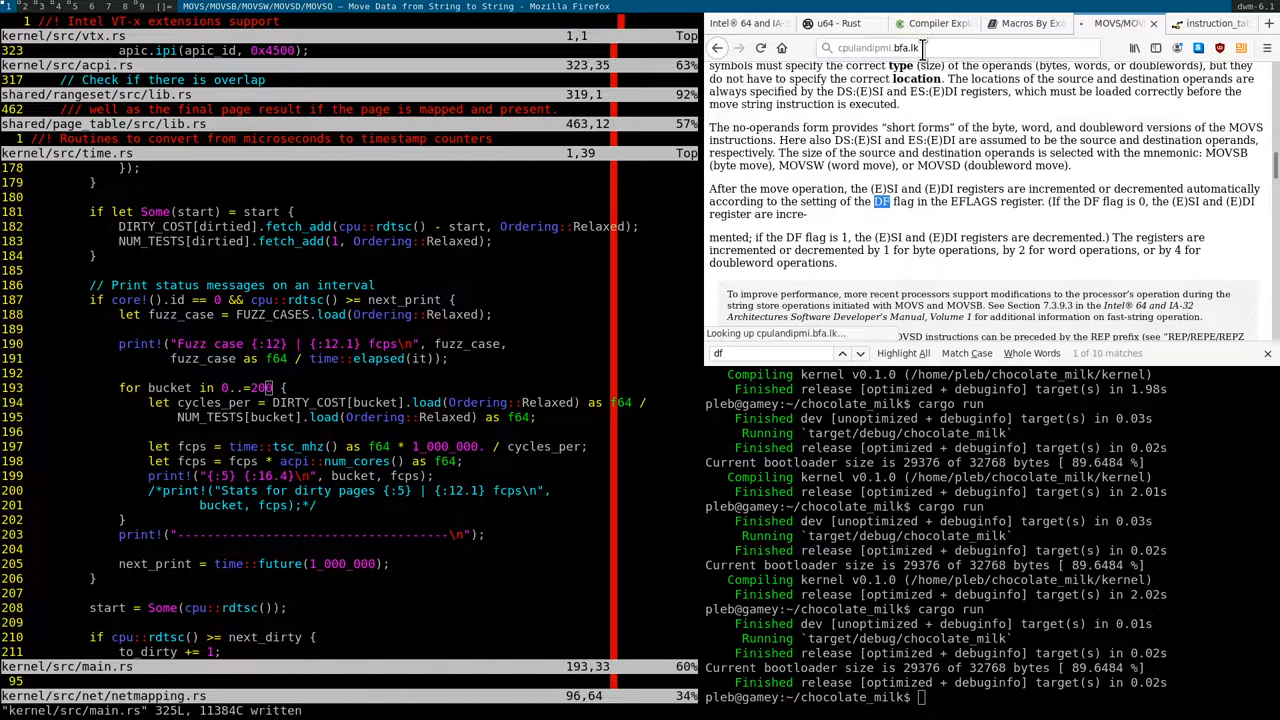 1 2 3 4 5 6 7 8 9 MOVS/MOVSB/MOVSW/MOVSD/MOVSQ — Move Data from String to String - Mozilla Firefox dwm-6.1
1 //! Intel VT-x extensions support
kernel/src/vtx.rs 1,1 Top
323 apic.ipi(apic_id, 0x4500);
kernel/src/acpi.rs 323,35 63%
317 // Check if there is overlap
shared/rangeset/src/lib.rs 319,1 92%
462 /// well as the final page result if the page is mapped and present.
shared/page_table/src/lib.rs 463,12 57%
1 //! Routines to convert from microseconds to timestamp counters
kernel/src/time.rs 1,39 Top
178 });
179 }
180
181 if let Some(start) = start {
182 DIRTY_COST[dirtied].fetch_add(cpu::rdtsc() - start, Ordering::Relaxed);
183 NUM_TESTS[dirtied].fetch_add(1, Ordering::Relaxed);
184 }
185
186 // Print status messages on an interval
187 if core!().id == 0 && cpu::rdtsc() >= next_print {
188 let fuzz_case = FUZZ_CASES.load(Ordering::Relaxed);
189
190 print!("Fuzz case {:12} | {:12.1} fcps\n", fuzz_case,
191 fuzz_case as f64 / time::elapsed(it));
192
193 for bucket in 0..=200 {
194 let cycles_per = DIRTY_COST[bucket].load(Ordering::Relaxed) as f64 /
195 NUM_TESTS[bucket].load(Ordering::Relaxed) as f64;
196
197 let fcps = time::tsc_mhz() as f64 * 1_000_000. / cycles_per;
198 let fcps = fcps * acpi::num_cores() as f64;
199 print!("{:5} {:16.4}\n", bucket, fcps);
200 /*print!("Stats for dirty pages {:5} | {:12.1} fcps\n",
201 bucket, fcps);*/
202 }
203 print!("-------------------------------------\n");
204
205 next_print = time::future(1_000_000);
206 }
207
208 start = Some(cpu::rdtsc());
209
210 if cpu::rdtsc() >= next_dirty {
211 to_dirty += 1;
kernel/src/main.rs 193,33 60%
95
kernel/src/net/netmapping.rs 96,64 34%
"kernel/src/main.rs" 325L, 11384C written
Intel® 64 and IA- u64 - Rust Compiler Explo Macros By Exa MOVS/MOVS instruction_ta
cpulandipmi.bfa.lk
symbols must specify the correct type (size) of the operands (bytes, words, or doublewords), but they
do not have to specify the correct location. The locations of the source and destination operands are
always specified by the DS:(E)SI and ES:(E)DI registers, which must be loaded correctly before the
move string instruction is executed.
The no-operands form provides “short forms” of the byte, word, and doubleword versions of the MOVS
instructions. Here also DS:(E)SI and ES:(E)DI are assumed to be the source and destination operands,
respectively. The size of the source and destination operands is selected with the mnemonic: MOVSB
(byte move), MOVSW (word move), or MOVSD (doubleword move).
After the move operation, the (E)SI and (E)DI registers are incremented or decremented automatically
according to the setting of the DF flag in the EFLAGS register. (If the DF flag is 0, the (E)SI and (E)DI
register are incre-
mented; if the DF flag is 1, the (E)SI and (E)DI registers are decremented.) The registers are
incremented or decremented by 1 for byte operations, by 2 for word operations, or by 4 for
doubleword operations.
To improve performance, more recent processors support modifications to the processor’s operation during the
string store operations initiated with MOVS and MOVSB. See Section 7.3.9.3 in the Intel® 64 and IA-32
Architectures Software Developer’s Manual, Volume 1 for additional information on fast-string operation.
Looking up cpulandipmi.bfa.lk…
MOVSD instructions can be preceded by the REP prefix (see “REP/REPE/REPZ
df Highlight All Match Case Whole Words 1 of 10 matches
Compiling kernel v0.1.0 (/home/pleb/chocolate_milk/kernel)
Finished release [optimized + debuginfo] target(s) in 1.98s
pleb@gamey:~/chocolate_milk$ cargo run
Finished dev [unoptimized + debuginfo] target(s) in 0.03s
Running `target/debug/chocolate_milk`
Finished release [optimized + debuginfo] target(s) in 0.02s
Current bootloader size is 29376 of 32768 bytes [ 89.6484 %]
Compiling kernel v0.1.0 (/home/pleb/chocolate_milk/kernel)
Finished release [optimized + debuginfo] target(s) in 2.01s
pleb@gamey:~/chocolate_milk$ cargo run
Finished dev [unoptimized + debuginfo] target(s) in 0.03s
Running `target/debug/chocolate_milk`
Finished release [optimized + debuginfo] target(s) in 0.02s
Current bootloader size is 29376 of 32768 bytes [ 89.6484 %]
Compiling kernel v0.1.0 (/home/pleb/chocolate_milk/kernel)
Finished release [optimized + debuginfo] target(s) in 2.02s
pleb@gamey:~/chocolate_milk$ cargo run
Finished dev [unoptimized + debuginfo] target(s) in 0.01s
Running `target/debug/chocolate_milk`
Finished release [optimized + debuginfo] target(s) in 0.02s
Current bootloader size is 29376 of 32768 bytes [ 89.6484 %]
Finished release [optimized + debuginfo] target(s) in 0.02s
pleb@gamey:~/chocolate_milk$